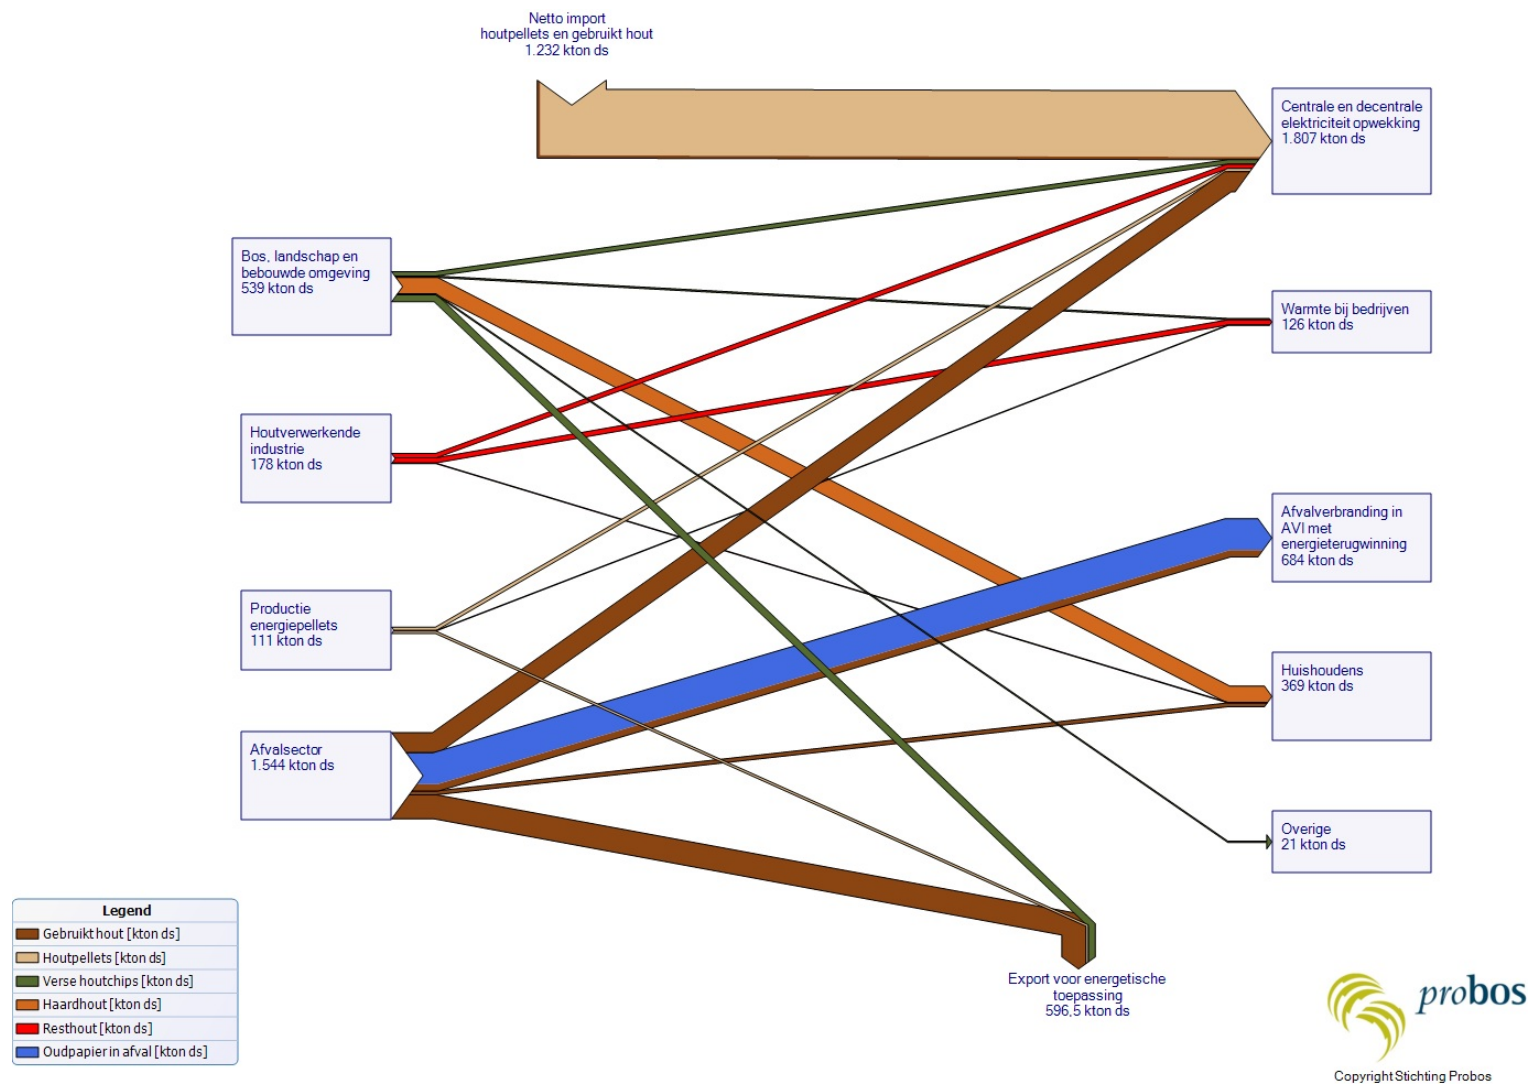 Netto import
houtpellets en gebruikt hout
1.232 kton ds
Centrale en decentrale
elektriciteit opwekking
1.807 kton ds
Bos, landschap en
bebouwde omgeving
539 kton ds
Warmte bij bedrijven
126 kton ds
Houtverwerkende
industrie
178 kton ds
Afvalverbranding in
AVI met
energieterugwinning
684 kton ds
Productie
energiepellets
111 kton ds
Huishoudens
369 kton ds
Afvalsector
1.544 kton ds
Overige
21 kton ds
Export voor energetische
toepassing
596,5 kton ds
Legend
Gebruikt hout [kton ds]
Houtpellets [kton ds]
Verse houtchips [kton ds]
Haardhout [kton ds]
Resthout [kton ds]
Oudpapier in afval [kton ds]
probos
Copyright Stichting Probos